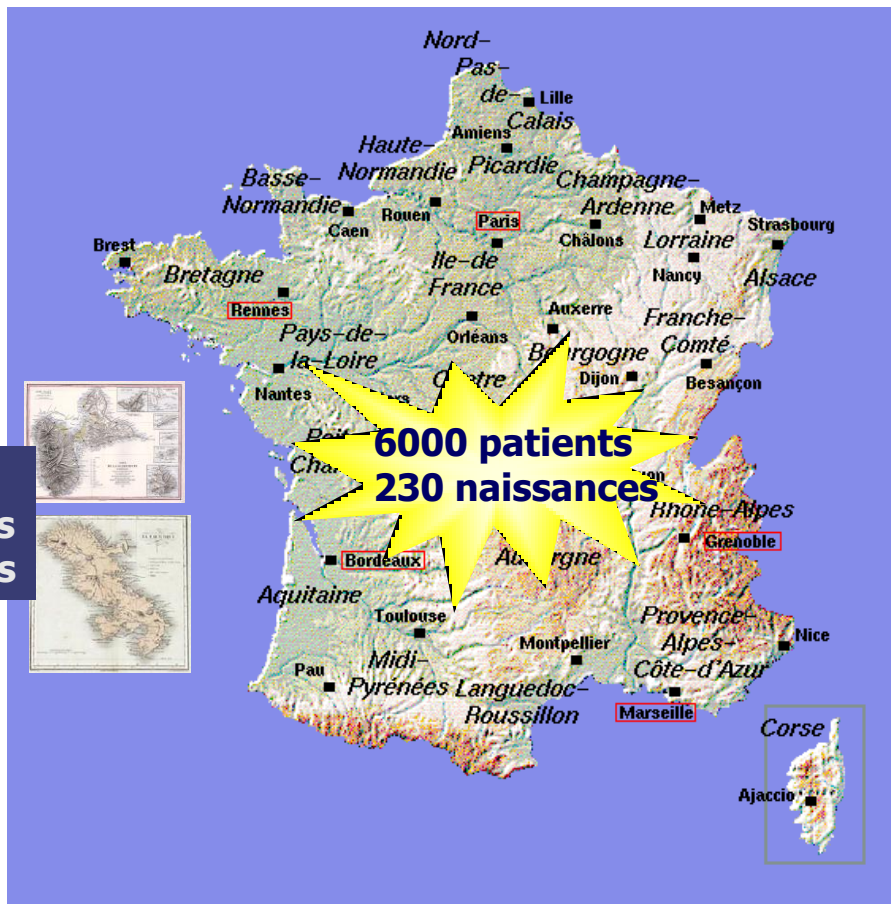 Nord-
Pas-
de-
Calais
Lille
Amiens
Picardie
Haute-
Normandie
Basse-
Normandie
Caen
Rouen
Paris
Champagne-
Ardenne
Châlons
Metz
Lorraine
Nancy
Strasbourg
Alsace
Brest
Bretagne
Rennes
Ile-de
France
Pays-de-
la-Loire
Nantes
Orléans
Auxerre
Bourgogne
Dijon
Franche-
Comté
Besançon
6000 patients
230 naissances
s
s
Rhone-Alpes
Grenoble
Bordeaux
Aquitaine
Toulouse
Midi-
Pyrénées
Pau
Montpellier
Languedoc-
Roussillon
Provence-
Alpes-
Côte-d'Azur
Nice
Marseille
Corse
Ajaccio